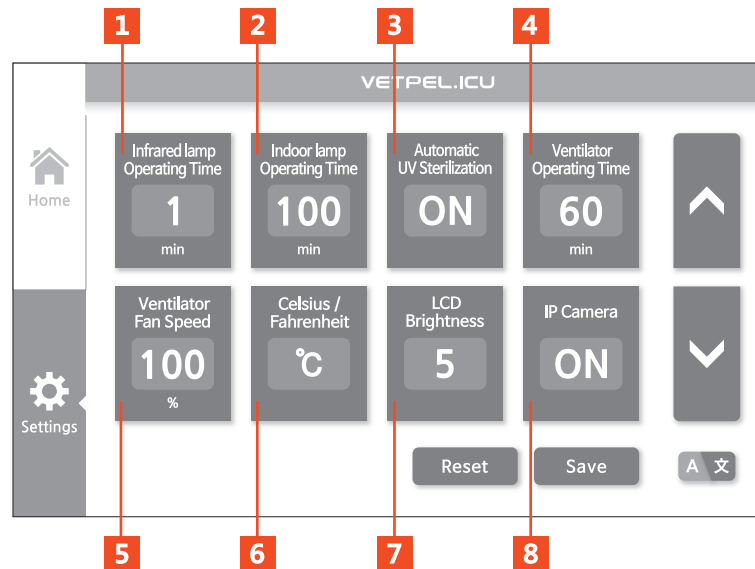 1
2
3
4
VETPEL.ICU
Home
Settings
Infrared lamp
Operating Time
1
min
Indoor lamp
Operating Time
100
min
Automatic
UV Sterilization
ON
Ventilator
Operating Time
60
min
Ventilator
Fan Speed
100
%
Celsius /
Fahrenheit
℃
LCD
Brightness
5
IP Camera
ON
Reset
Save
A 文
5
6
7
8